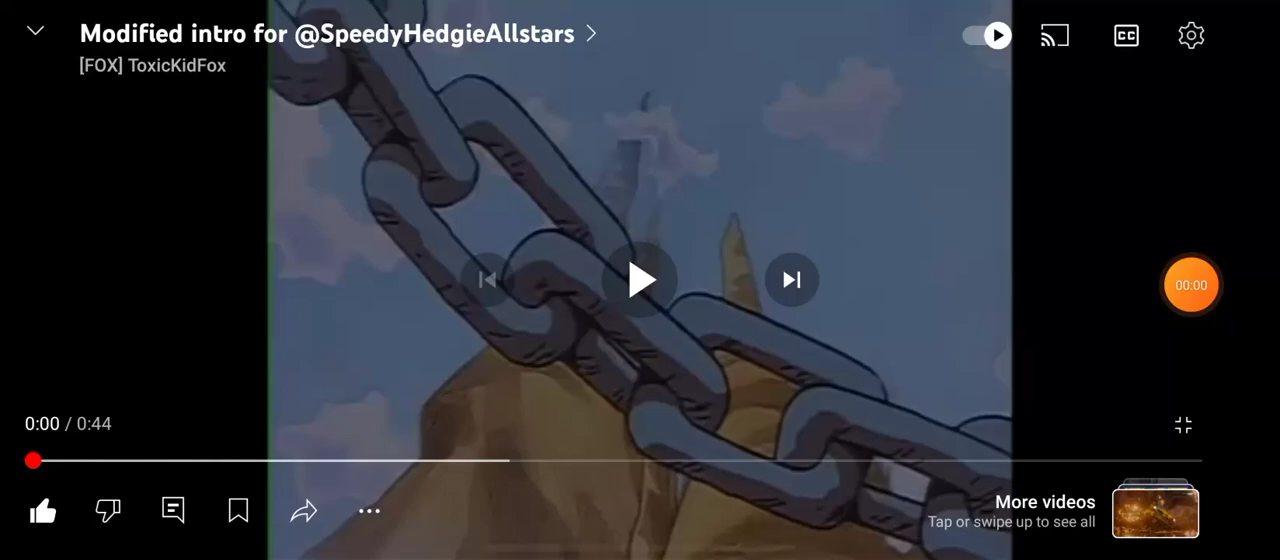 Modified intro for @SpeedyHedgieAllstars
[FOX] ToxicKidFox
CC
00:00
0:00 / 0:44
More videos
Tap or swipe up to see all